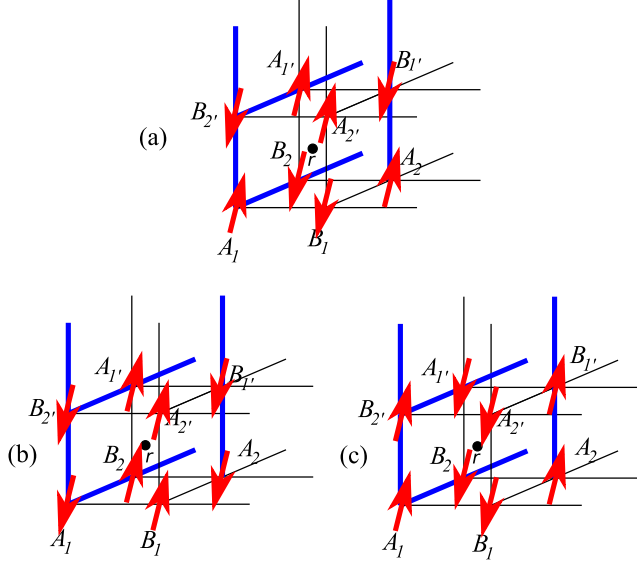 A1' B1'
B2' A2'
(a) B2 r A2
A1 B1
A1' B1'
B2' A2'
(b) B2 r A2
A1 B1
A1' B1'
B2' A2'
(c) B2 r A2
A1 B1